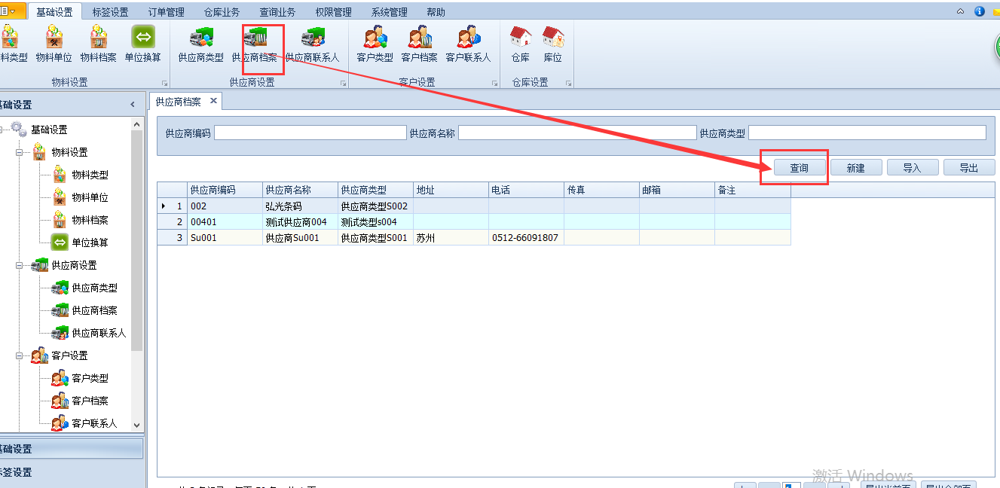 基础设置 标签设置 订单管理 仓库业务 查询业务 权限管理 系统管理 帮助
料类型 物料单位 物料档案 单位换算 供应商类型 供应商档案 供应商联系人 客户类型 客户档案 客户联系人 仓库 库位
物料设置 供应商设置 客户设置 仓库设置
基础设置
供应商档案
基础设置
物料设置
物料类型
物料单位
物料档案
单位换算
供应商设置
供应商类型
供应商档案
供应商联系人
客户设置
客户类型
客户档案
客户联系人
基础设置
标签设置
供应商编码 供应商名称 供应商类型
查询 新建 导入 导出
供应商编码 供应商名称 供应商类型 地址 电话 传真 邮箱 备注
1 002 弘光条码 供应商类型S002
2 00401 测试供应商004 测试类型s004
3 Su001 供应商Su001 供应商类型S001 苏州 0512-66091807
激活 Windows
导出当前页 导出全部页